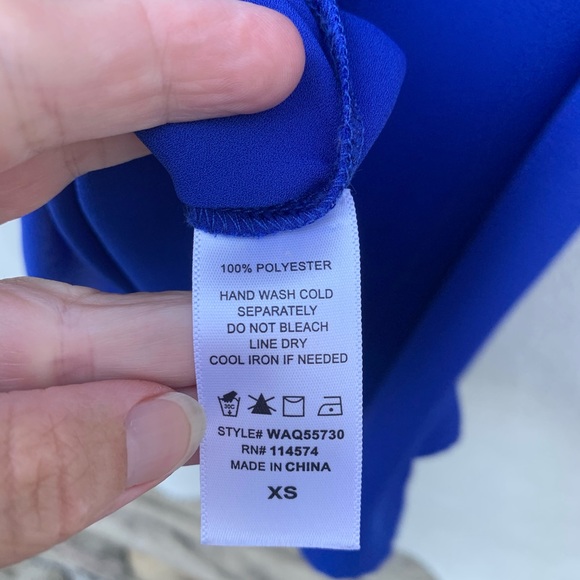 100% POLYESTER
HAND WASH COLD
SEPARATELY
DO NOT BLEACH
LINE DRY
COOL IRON IF NEEDED
30C
STYLE# WAQ55730
RN# 114574
MADE IN CHINA
XS